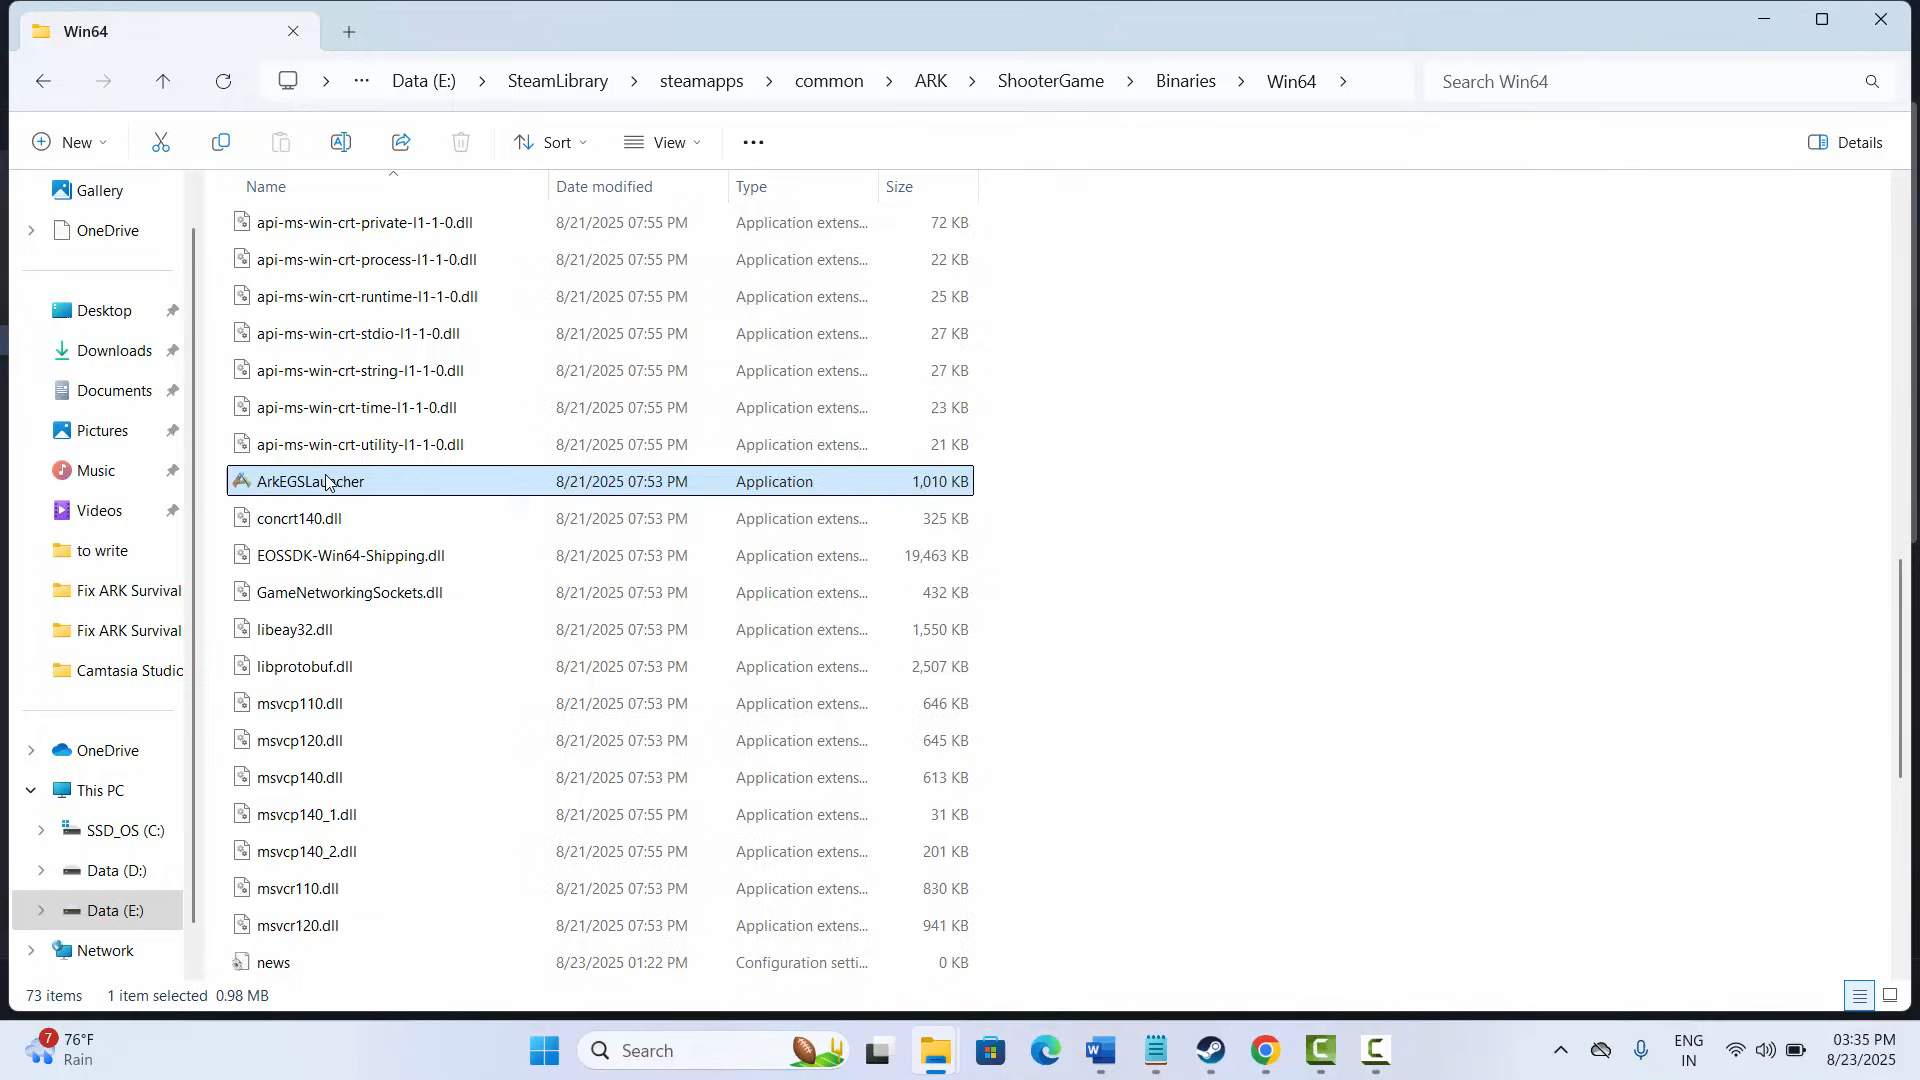 Win64
Data (E:) SteamLibrary steamapps common ARK ShooterGame Binaries Win64 Search Win64
New Sort View Details
Name Date modified Type Size
Gallery
OneDrive
Desktop
Downloads
Documents
Pictures
Music
Videos
to write
Fix ARK Survival
Fix ARK Survival
Camtasia Studio
OneDrive
This PC
SSD_OS (C:)
Data (D:)
Data (E:)
Network
api-ms-win-crt-private-l1-1-0.dll 8/21/2025 07:55 PM Application extens... 72 KB
api-ms-win-crt-process-l1-1-0.dll 8/21/2025 07:55 PM Application extens... 22 KB
api-ms-win-crt-runtime-l1-1-0.dll 8/21/2025 07:55 PM Application extens... 25 KB
api-ms-win-crt-stdio-l1-1-0.dll 8/21/2025 07:55 PM Application extens... 27 KB
api-ms-win-crt-string-l1-1-0.dll 8/21/2025 07:55 PM Application extens... 27 KB
api-ms-win-crt-time-l1-1-0.dll 8/21/2025 07:55 PM Application extens... 23 KB
api-ms-win-crt-utility-l1-1-0.dll 8/21/2025 07:55 PM Application extens... 21 KB
ArkEGSLauncher 8/21/2025 07:53 PM Application 1,010 KB
concrt140.dll 8/21/2025 07:53 PM Application extens... 325 KB
EOSSDK-Win64-Shipping.dll 8/21/2025 07:53 PM Application extens... 19,463 KB
GameNetworkingSockets.dll 8/21/2025 07:53 PM Application extens... 432 KB
libeay32.dll 8/21/2025 07:53 PM Application extens... 1,550 KB
libprotobuf.dll 8/21/2025 07:53 PM Application extens... 2,507 KB
msvcp110.dll 8/21/2025 07:53 PM Application extens... 646 KB
msvcp120.dll 8/21/2025 07:53 PM Application extens... 645 KB
msvcp140.dll 8/21/2025 07:53 PM Application extens... 613 KB
msvcp140_1.dll 8/21/2025 07:55 PM Application extens... 31 KB
msvcp140_2.dll 8/21/2025 07:55 PM Application extens... 201 KB
msvcr110.dll 8/21/2025 07:53 PM Application extens... 830 KB
msvcr120.dll 8/21/2025 07:53 PM Application extens... 941 KB
news 8/23/2025 01:22 PM Configuration setti... 0 KB
73 items 1 item selected 0.98 MB
7
76°F
Rain
Search
ENG
IN
03:35 PM
8/23/2025